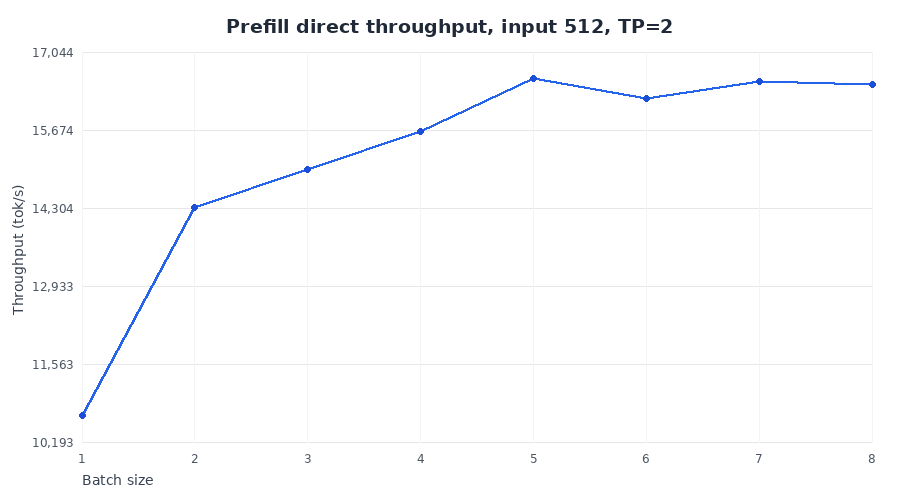 Prefill direct throughput, input 512, TP=2
17,044
15,674
14,304
12,933
11,563
10,193
Throughput (tok/s)
1 2 3 4 5 6 7 8
Batch size